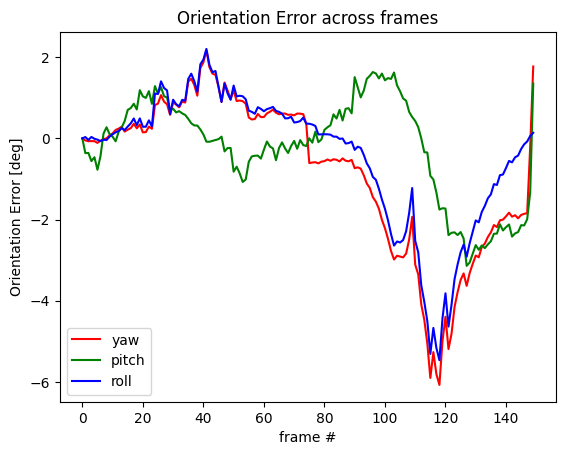 Orientation Error across frames
Orientation Error [deg]
2
0
−2
−4
−6
yaw
pitch
roll
0 20 40 60 80 100 120 140
frame #